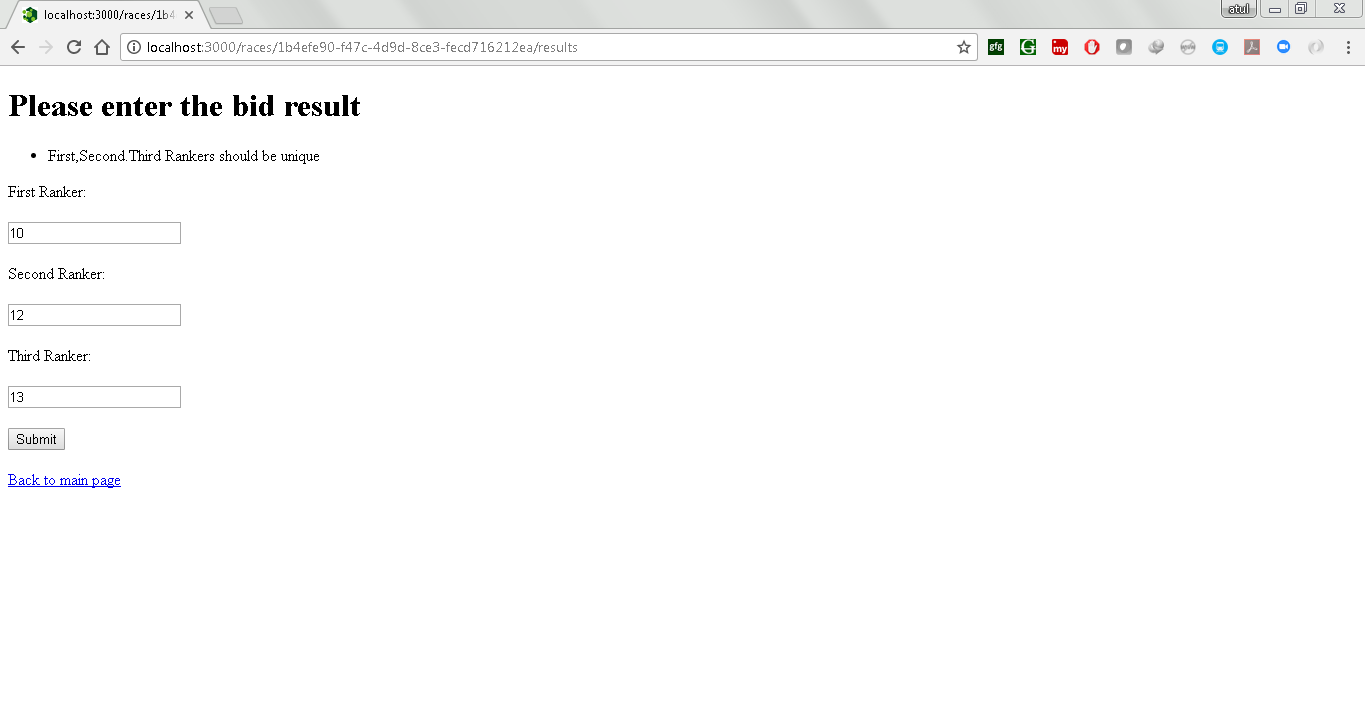 localhost:3000/races/1b4
atul
localhost:3000/races/1b4efe90-f47c-4d9d-8ce3-fecd716212ea/results
gfg
G
my
Please enter the bid result
• First,Second.Third Rankers should be unique
First Ranker:
10
Second Ranker:
12
Third Ranker:
13
Submit
Back to main page